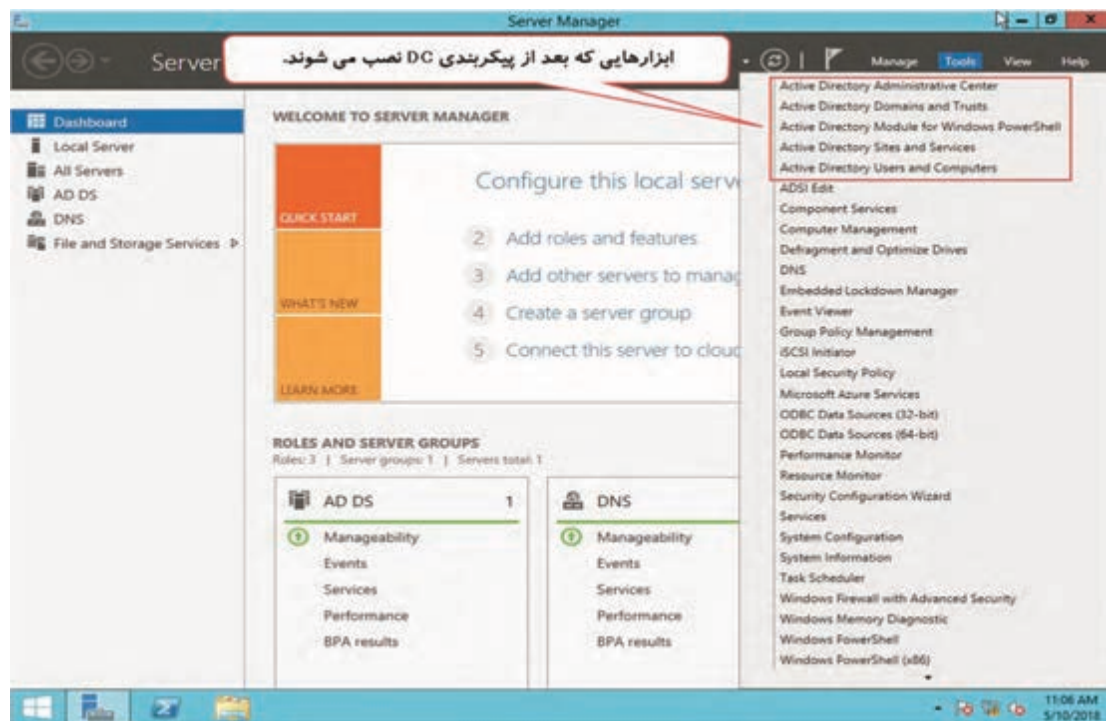 Server Manager
Server
ابزارهایی که بعد از پیکربندی DC نصب می شوند.
Manage
Tools
View
Help
Dashboard
Local Server
All Servers
AD DS
DNS
File and Storage Services
WELCOME TO SERVER MANAGER
QUICK START
WHAT'S NEW
LEARN MORE
Configure this local serv
2 Add roles and features
3 Add other servers to manag
4 Create a server group
5 Connect this server to cloud
ROLES AND SERVER GROUPS
Roles: 3 | Server groups: 1 | Servers total: 1
AD DS 1
Manageability
Events
Services
Performance
BPA results
DNS
Manageability
Events
Services
Performance
BPA results
Active Directory Administrative Center
Active Directory Domains and Trusts
Active Directory Module for Windows PowerShell
Active Directory Sites and Services
Active Directory Users and Computers
ADSI Edit
Component Services
Computer Management
Defragment and Optimize Drives
DNS
Embedded Lockdown Manager
Event Viewer
Group Policy Management
iSCSI Initiator
Local Security Policy
Microsoft Azure Services
ODBC Data Sources (32-bit)
ODBC Data Sources (64-bit)
Performance Monitor
Resource Monitor
Security Configuration Wizard
Services
System Configuration
System Information
Task Scheduler
Windows Firewall with Advanced Security
Windows Memory Diagnostic
Windows PowerShell
Windows PowerShell (x86)
11:06 AM
5/10/2018